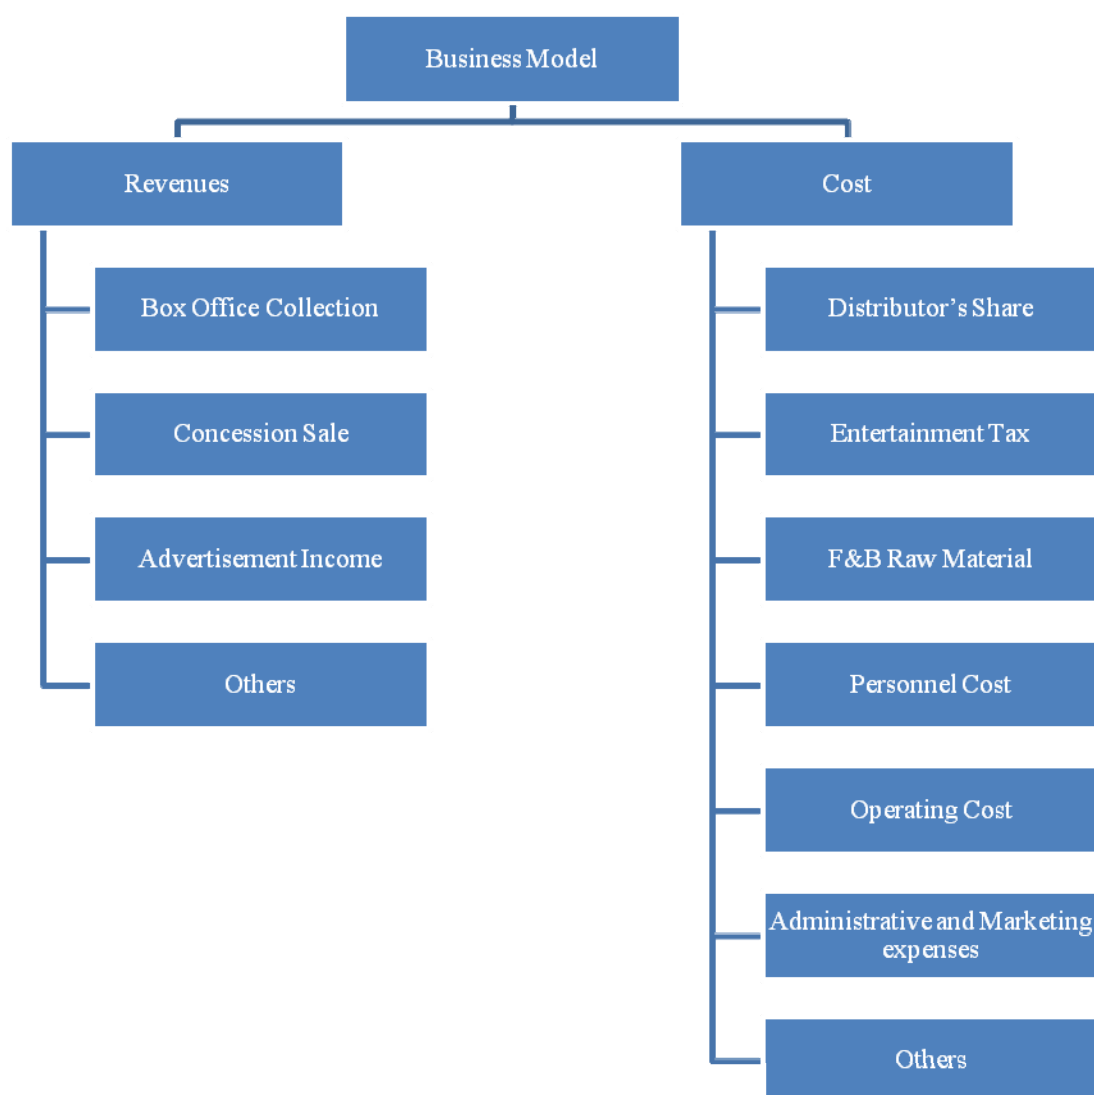 Business Model
Revenues
Box Office Collection
Concession Sale
Advertisement Income
Others
Cost
Distributor’s Share
Entertainment Tax
F&B Raw Material
Personnel Cost
Operating Cost
Administrative and Marketing
expenses
Others